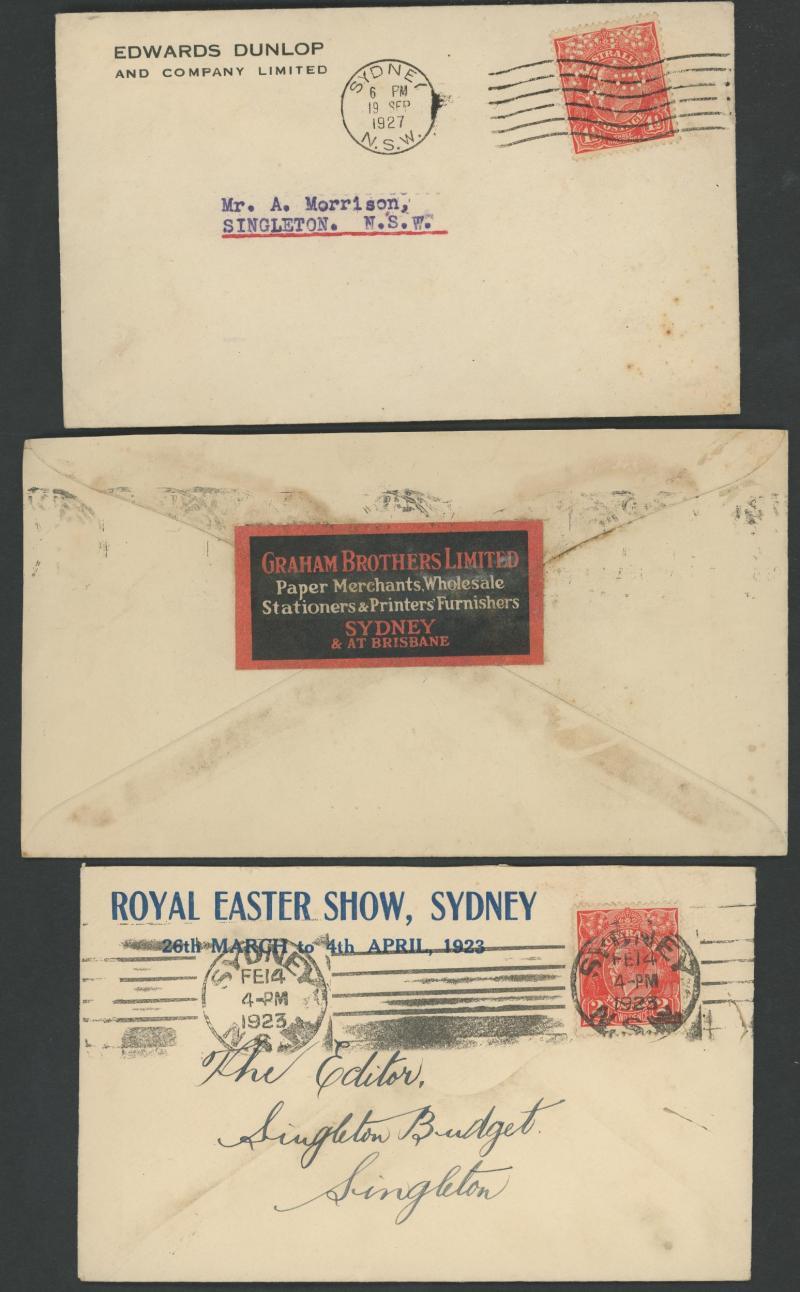 EDWARDS DUNLOP
AND COMPANY LIMITED
SYDNEY
6 PM
19 SEP
1927
N.S.W.
POSTAGE
Mr. A. Morrison,
SINGLETON. N.S.W.
GRAHAM BROTHERS LIMITED
Paper Merchants, Wholesale
Stationers & Printers' Furnishers
SYDNEY
& AT BRISBANE
ROYAL EASTER SHOW, SYDNEY
26th MARCH to 4th APRIL, 1923
SYDNEY
FE14
4-PM
1923
N.S.W.
SYDNEY
FE14
4-PM
1923
The Editor,
Singleton Budget.
Singleton